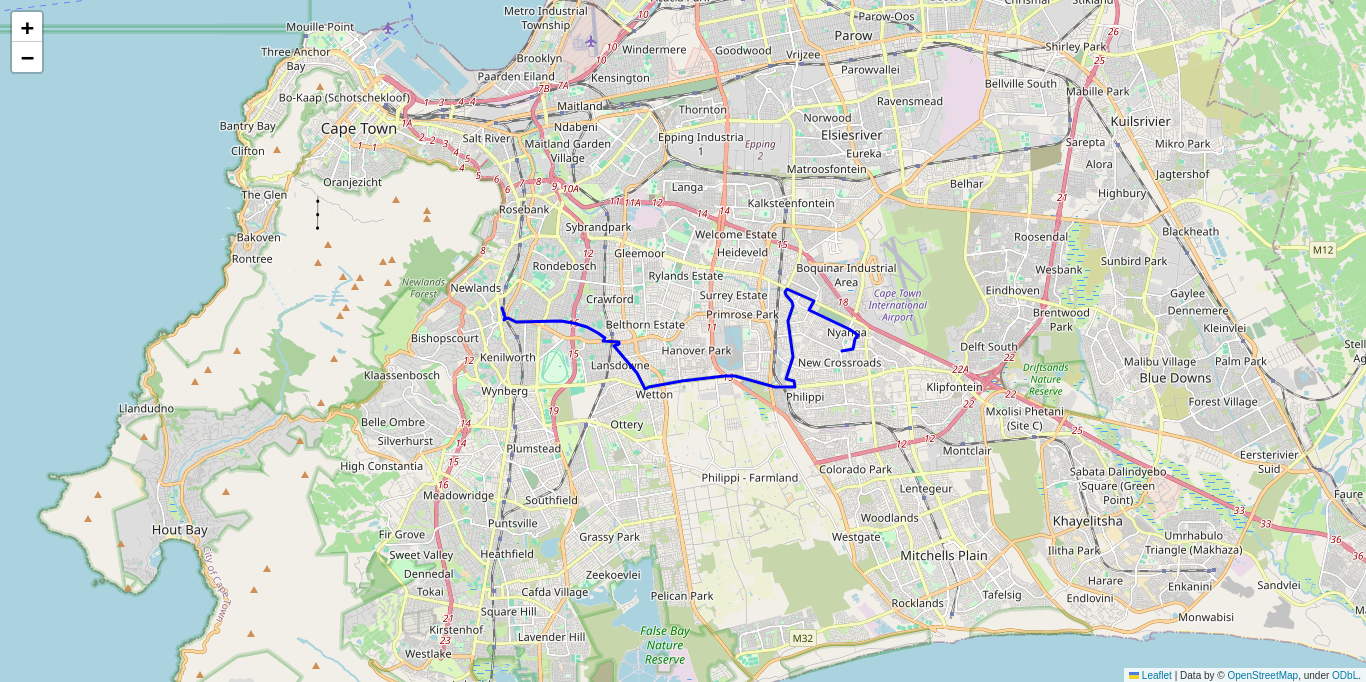 +
−
Mouille Point
Metro Industrial
Township
Parow-Oos
Stikland
Three Anchor
Bay
Brooklyn
Windermere
Goodwood
Vrijzee
Parow
Shirley Park
26
25
Paarden Eiland
Kensington
Parowvallei
Bellville South
Mabille Park
Bo-Kaap (Schotschekloof)
Maitland
Thornton
Ravensmead
Kuilsrivier
Bantry Bay
Cape Town
Salt River
Ndabeni
Norwood
Elsiesriver
Clifton
Maitland Garden
Village
Epping Industria
1
Epping
2
Eureka
Sarepta
Mikro Park
Oranjezicht
Matroosfontein
Alora
Jagtershof
The Glen
Langa
Belhar
Highbury
Rosebank
Kalksteenfontein
Bakoven
Sybrandpark
Welcome Estate
Roosendal
Blackheath
Rontree
Gleemoor
Heideveld
M12
Newlands
Forest
Newlands
Rondebosch
Rylands Estate
Boquinar Industrial
Area
Wesbank
Sunbird Park
Crawford
Surrey Estate
Cape Town
International
Airport
Eindhoven
Gaylee
Dennemere
Bishopscourt
Belthorn Estate
Primrose Park
Nyanga
Brentwood
Park
Kleinvlei
Kenilworth
Lansdowne
Hanover Park
New Crossroads
Delft South
Malibu Village
Palm Park
Klaassenbosch
Wynberg
Wetton
Philippi
Klipfontein
Driftsands
Nature
Reserve
Blue Downs
Forest Village
Llandudno
Belle Ombre
Ottery
Mxolisi Phetani
(Site C)
Silverhurst
Plumstead
Montclair
High Constantia
Philippi - Farmland
Colorado Park
Sabata Dalindyebo
Square (Green
Point)
Eersterivier
Suid
Meadowridge
Southfield
Lentegeur
Faure
Hout Bay
Puntsville
Woodlands
Khayelitsha
Fir Grove
Grassy Park
Westgate
Umrhabulo
Triangle (Makhaza)
Sweet Valley
Heathfield
Mitchells Plain
Ilitha Park
Dennedal
Zeekoevlei
Harare
Enkanini
Sandvlei
City of Cape Town
Tokai
Cafda Village
Pelican Park
Tafelsig
Endlovini
Square Hill
Rocklands
Monwabisi
Kirstenhof
Lavender Hill
False Bay
Nature
Reserve
M32
Westlake
Leaflet | Data by © OpenStreetMap, under ODbL.